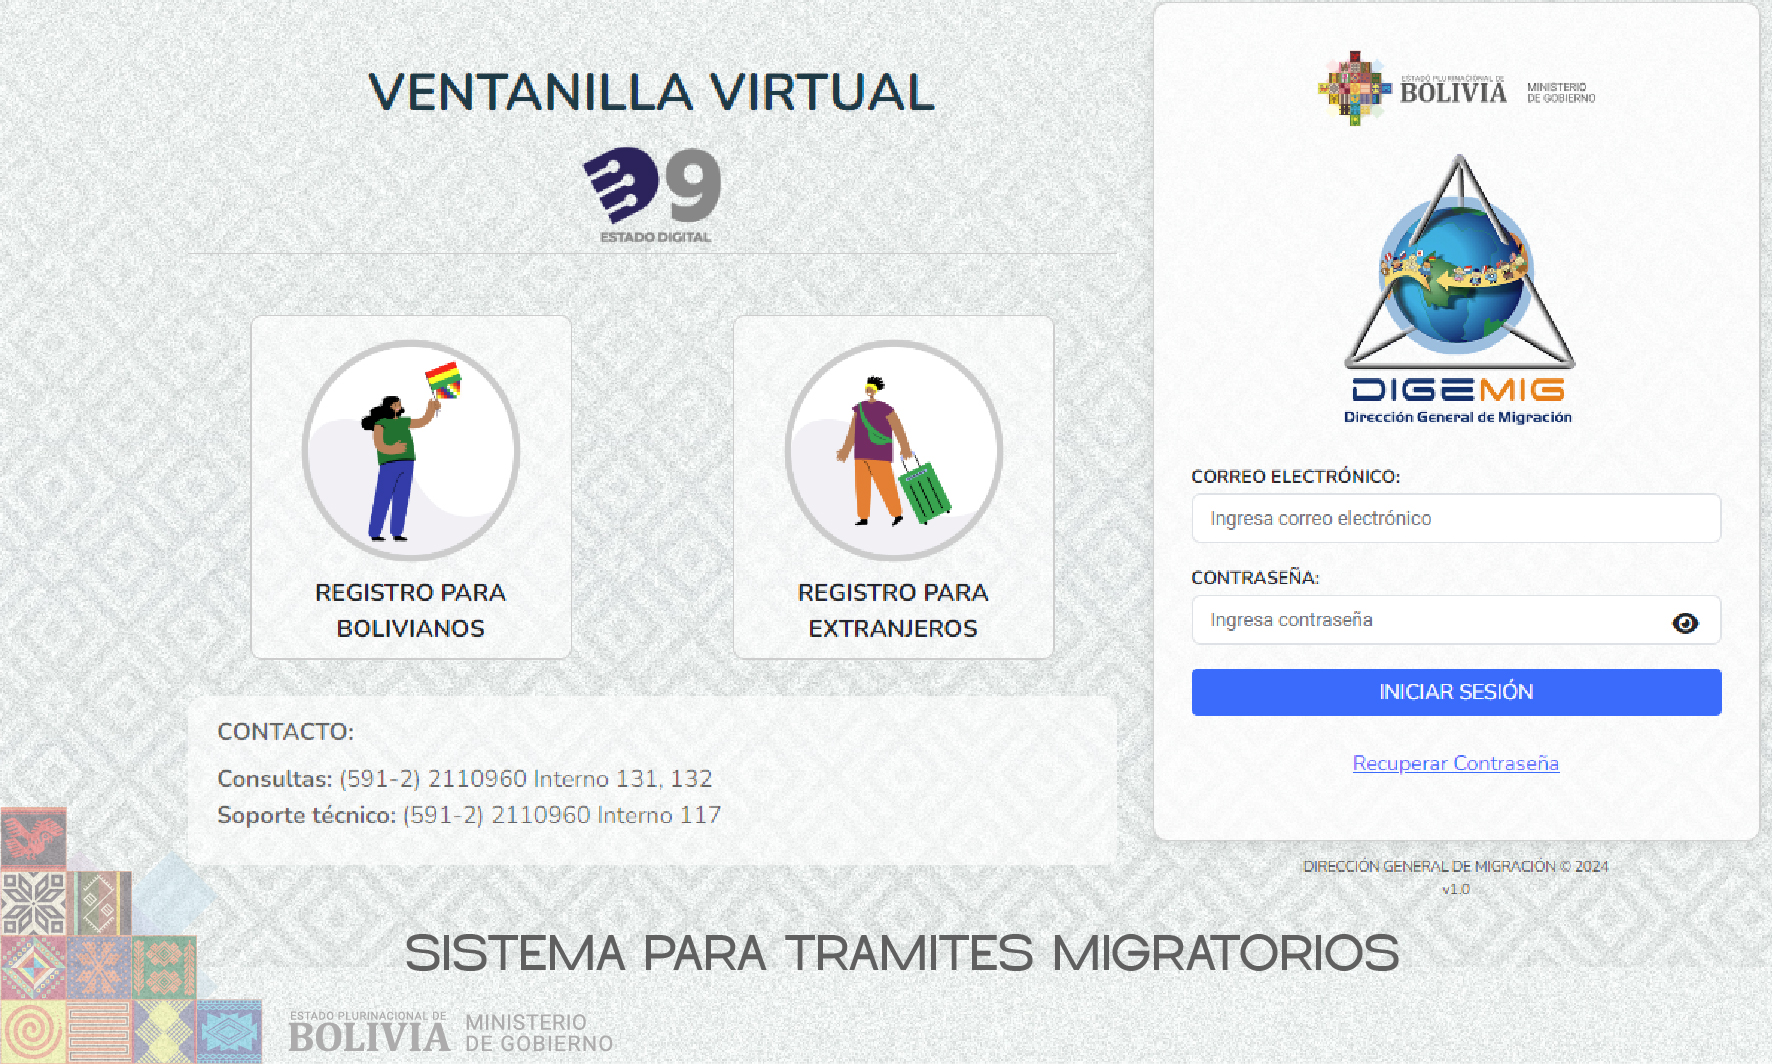 VENTANILLA VIRTUAL
D9
ESTADO DIGITAL
REGISTRO PARA
BOLIVIANOS
REGISTRO PARA
EXTRANJEROS
CONTACTO:
Consultas: (591-2) 2110960 Interno 131, 132
Soporte técnico: (591-2) 2110960 Interno 117
ESTADO PLURINACIONAL DE
BOLIVIA
MINISTERIO
DE GOBIERNO
DIGEMIG
Dirección General de Migración
CORREO ELECTRÓNICO:
Ingresa correo electrónico
CONTRASEÑA:
Ingresa contraseña
INICIAR SESIÓN
Recuperar Contraseña
DIRECCIÓN GENERAL DE MIGRACIÓN © 2024
v1.0
SISTEMA PARA TRAMITES MIGRATORIOS
ESTADO PLURINACIONAL DE
BOLIVIA
MINISTERIO
DE GOBIERNO